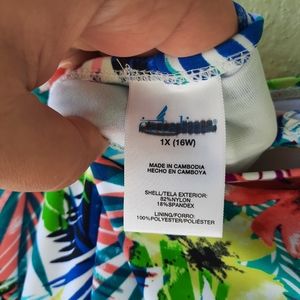 1X (16W)
MADE IN CAMBODIA
HECHO EN CAMBOYA
SHELL/TELA EXTERIOR:
82%NYLON
18%SPANDEX
LINING/FORRO:
100%POLYESTER/POLIÉSTER